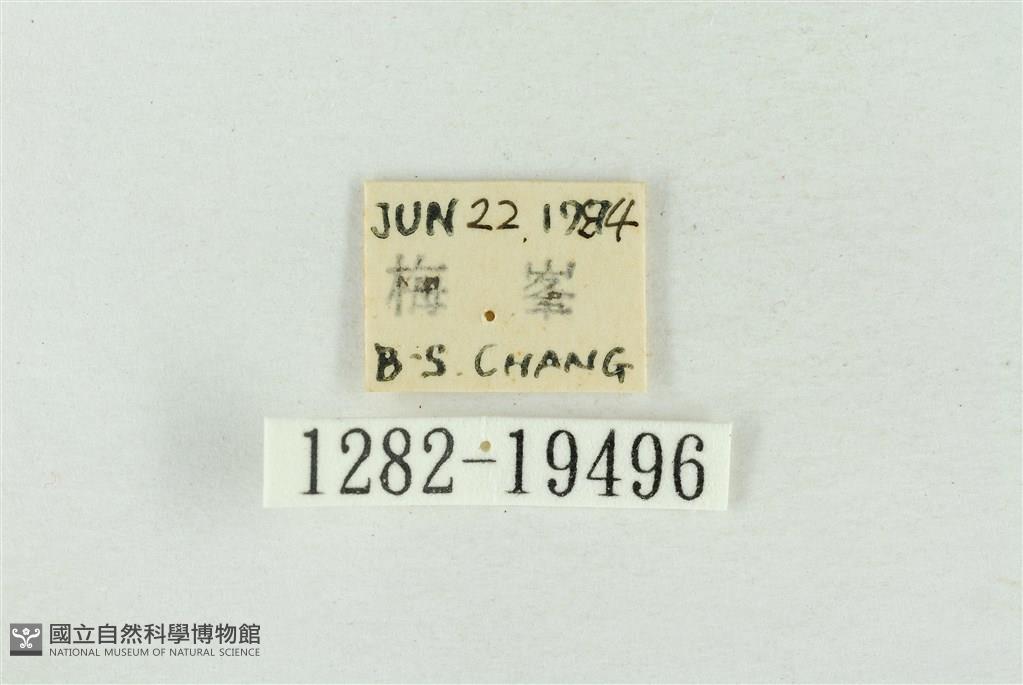 JUN 22, 1984
梅 峯
B-S. CHANG
1282-19496
國立自然科學博物館
NATIONAL MUSEUM OF NATURAL SCIENCE